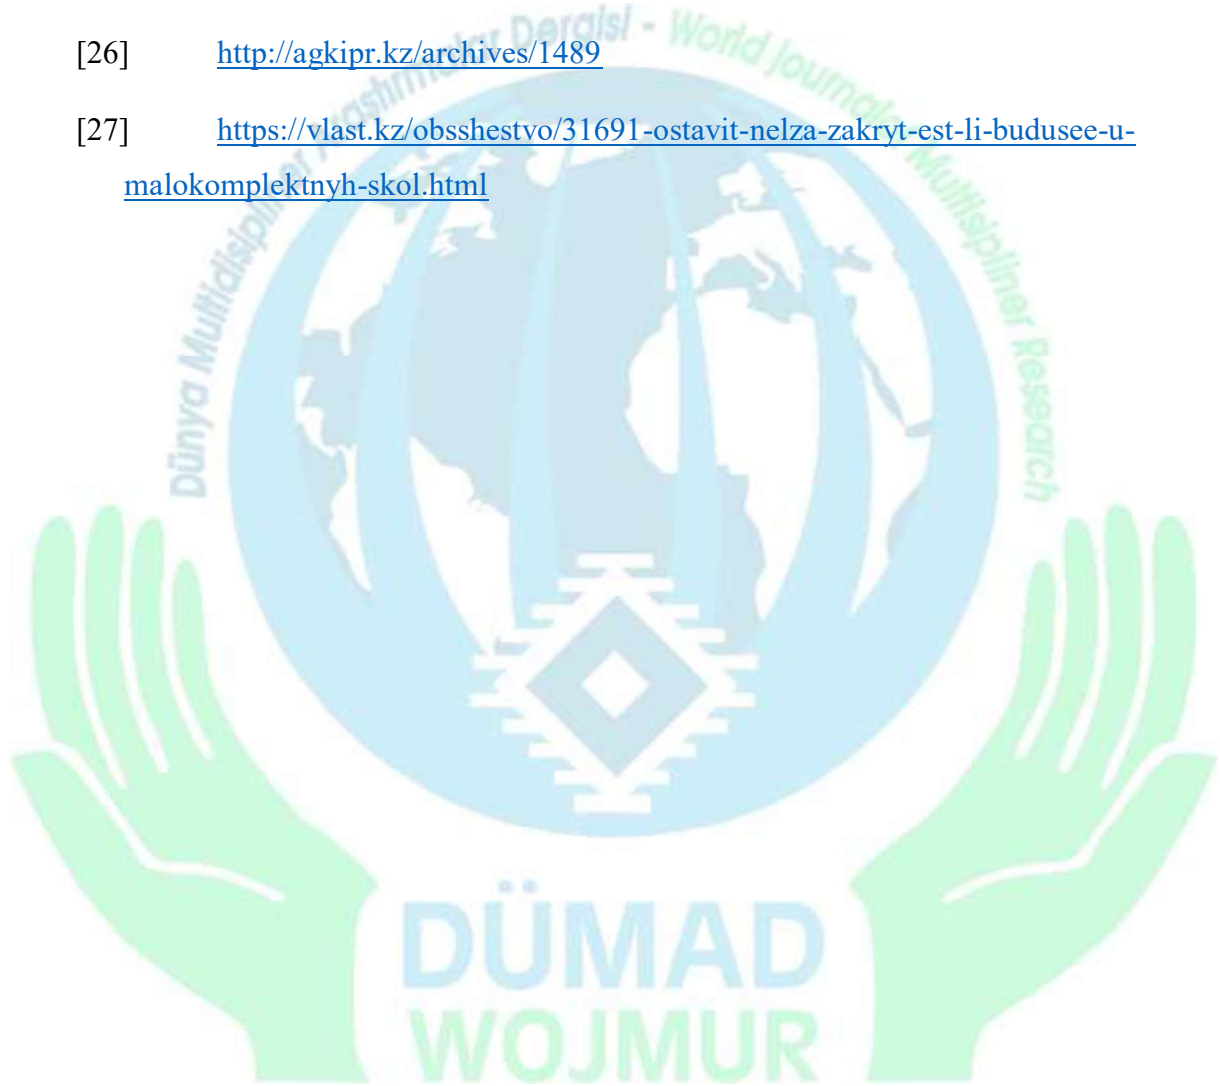 [26] http://agkipr.kz/archives/1489
[27] https://vlast.kz/obsshestvo/31691-ostavit-nelza-zakryt-est-li-budusee-u-
malokomplektnyh-skol.html
Dünya Multidisipliner Araştırmalar Dergisi - World Journal of Multisipliner Research
DÜMAD
WOJMUR